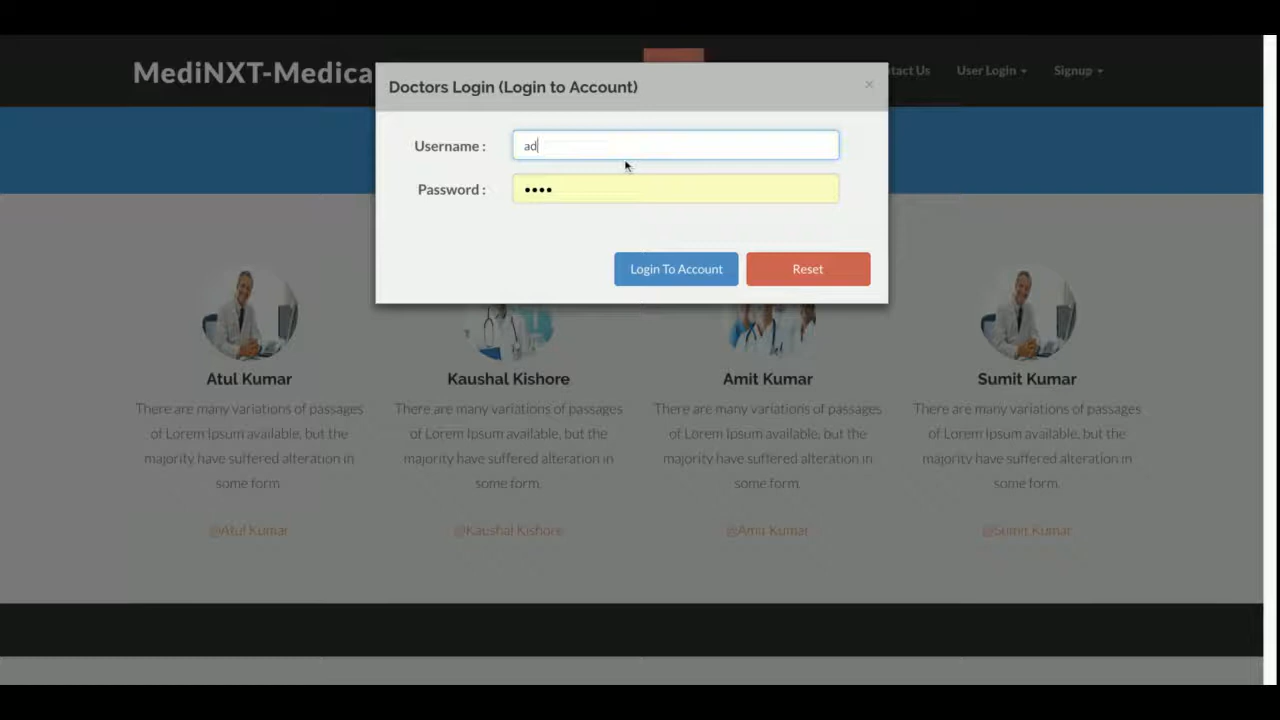 MediNXT-Medica
tact Us
User Login
Signup
Doctors Login (Login to Account)
×
Username :
ad
Password :
••••
Login To Account
Reset
Atul Kumar
Kaushal Kishore
Amit Kumar
Sumit Kumar
There are many variations of passages
of Lorem Ipsum available, but the
majority have suffered alteration in
some form.
There are many variations of passages
of Lorem Ipsum available, but the
majority have suffered alteration in
some form.
There are many variations of passages
of Lorem Ipsum available, but the
majority have suffered alteration in
some form.
There are many variations of passages
of Lorem Ipsum available, but the
majority have suffered alteration in
some form.
@Atul Kumar
@Kaushal Kishore
@Amit Kumar
@Sumit Kumar